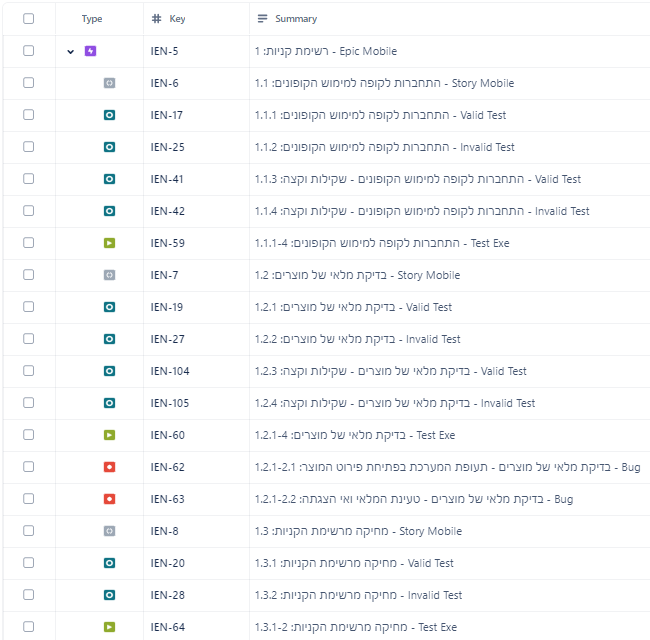 Type Key Summary
IEN-5 Epic Mobile - רשימת קניות: 1
IEN-6 Story Mobile - התחברות לקופה למימוש הקופונים: 1.1
IEN-17 Valid Test - התחברות לקופה למימוש הקופונים: 1.1.1
IEN-25 Invalid Test - התחברות לקופה למימוש הקופונים: 1.1.2
IEN-41 Valid Test - התחברות לקופה למימוש הקופונים - שקילות וקצה: 1.1.3
IEN-42 Invalid Test - התחברות לקופה למימוש הקופונים - שקילות וקצה: 1.1.4
IEN-59 Test Exe - התחברות לקופה למימוש הקופונים: 1.1.1-4
IEN-7 Story Mobile - בדיקת מלאי של מוצרים: 1.2
IEN-19 Valid Test - בדיקת מלאי של מוצרים: 1.2.1
IEN-27 Invalid Test - בדיקת מלאי של מוצרים: 1.2.2
IEN-104 Valid Test - בדיקת מלאי של מוצרים - שקילות וקצה: 1.2.3
IEN-105 Invalid Test - בדיקת מלאי של מוצרים - שקילות וקצה: 1.2.4
IEN-60 Test Exe - בדיקת מלאי של מוצרים: 1.2.1-4
IEN-62 Bug - בדיקת מלאי של מוצרים - תעופת המערכת בפתיחת פירוט המוצר: 1.2.1-2.1
IEN-63 Bug - בדיקת מלאי של מוצרים - טעינת המלאי ואי הצגתה: 1.2.1-2.2
IEN-8 Story Mobile - מחיקה מרשימת הקניות: 1.3
IEN-20 Valid Test - מחיקה מרשימת הקניות: 1.3.1
IEN-28 Invalid Test - מחיקה מרשימת הקניות: 1.3.2
IEN-64 Test Exe - מחיקה מרשימת הקניות: 1.3.1-2